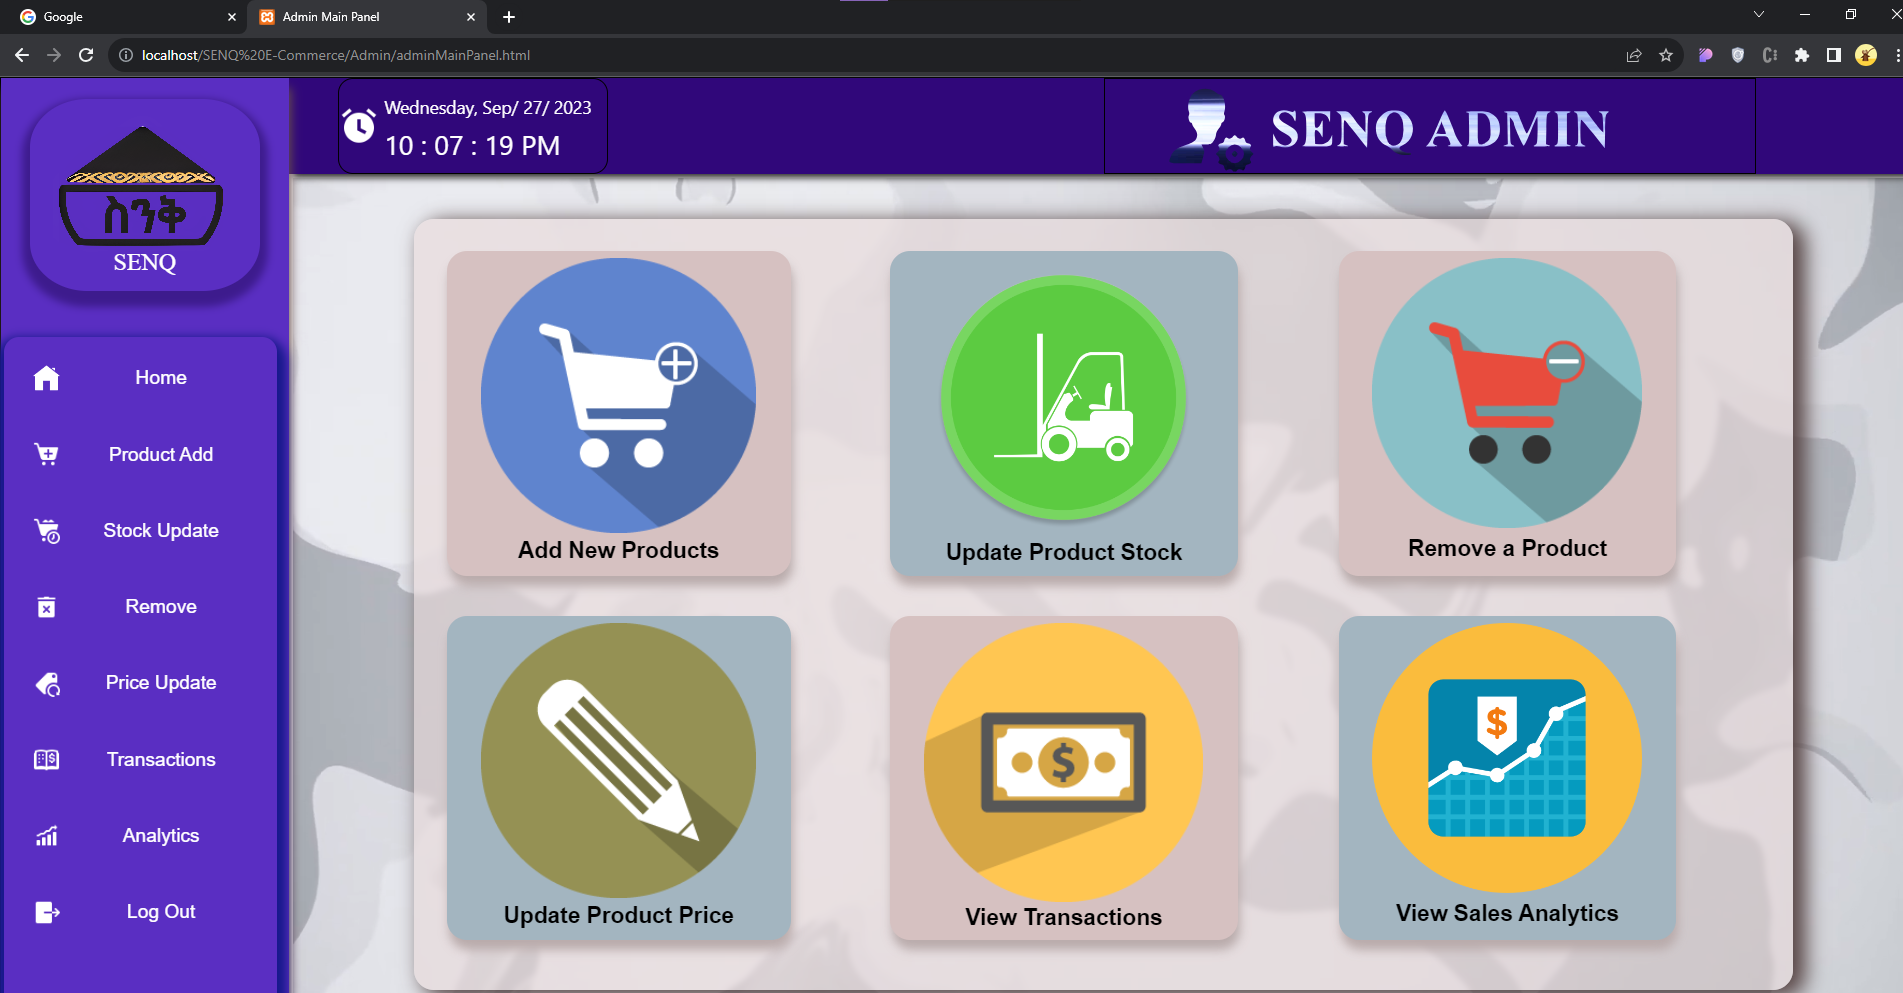 Google
Admin Main Panel
localhost/SENQ%20E-Commerce/Admin/adminMainPanel.html
ስንቅ
SENQ
Wednesday, Sep/ 27/ 2023
10 : 07 : 19 PM
SENQ ADMIN
Home
Product Add
Stock Update
Remove
Price Update
Transactions
Analytics
Log Out
Add New Products
Update Product Stock
Remove a Product
Update Product Price
$
View Transactions
$
View Sales Analytics